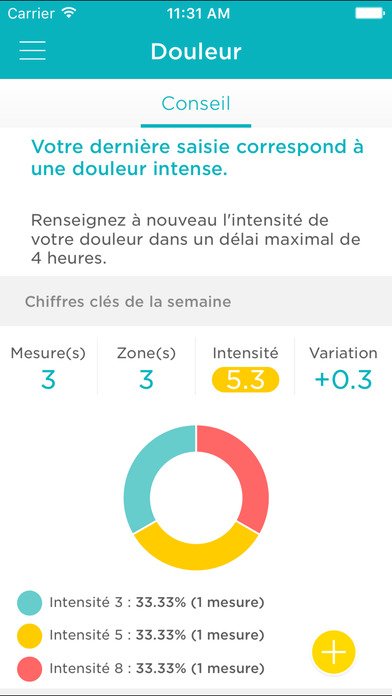 Carrier 11:31 AM
Douleur
Conseil
Votre dernière saisie correspond à
une douleur intense.
Renseignez à nouveau l'intensité de
votre douleur dans un délai maximal de
4 heures.
Chiffres clés de la semaine
Mesure(s) Zone(s) Intensité Variation
3 3 5.3 +0.3
Intensité 3 : 33.33% (1 mesure)
Intensité 5 : 33.33% (1 mesure)
Intensité 8 : 33.33% (1 mesure)